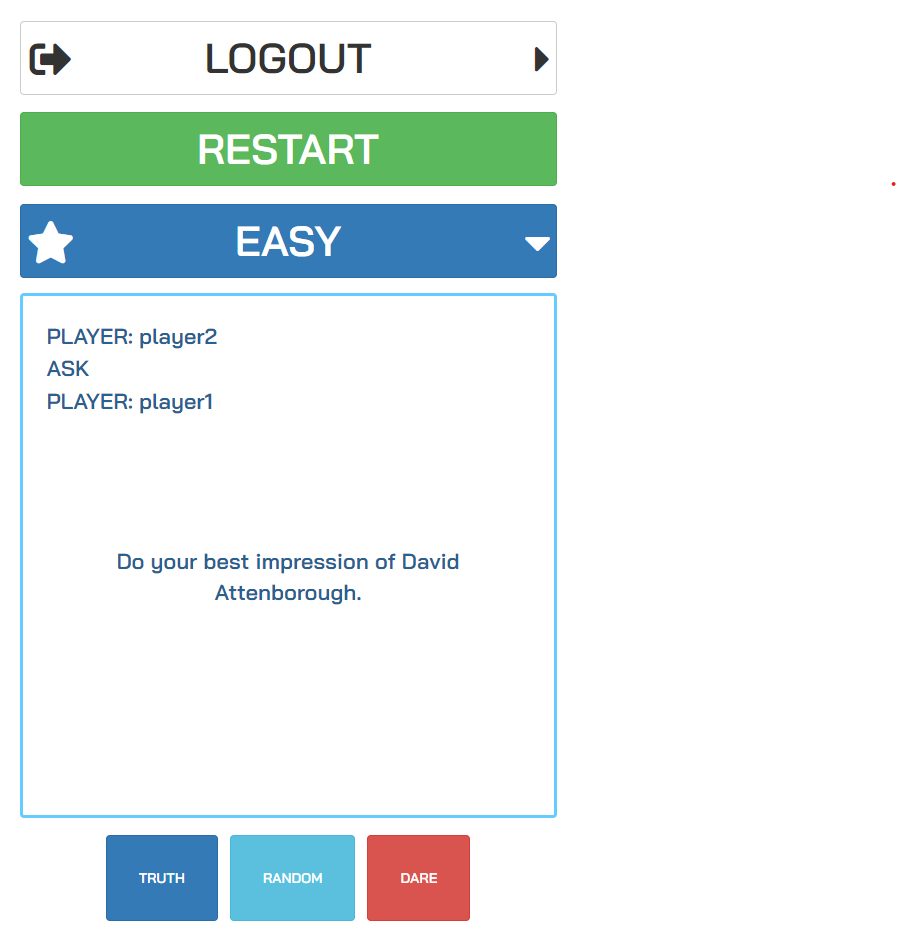 LOGOUT
RESTART
EASY
PLAYER: player2
ASK
PLAYER: player1
Do your best impression of David
Attenborough.
TRUTH
RANDOM
DARE